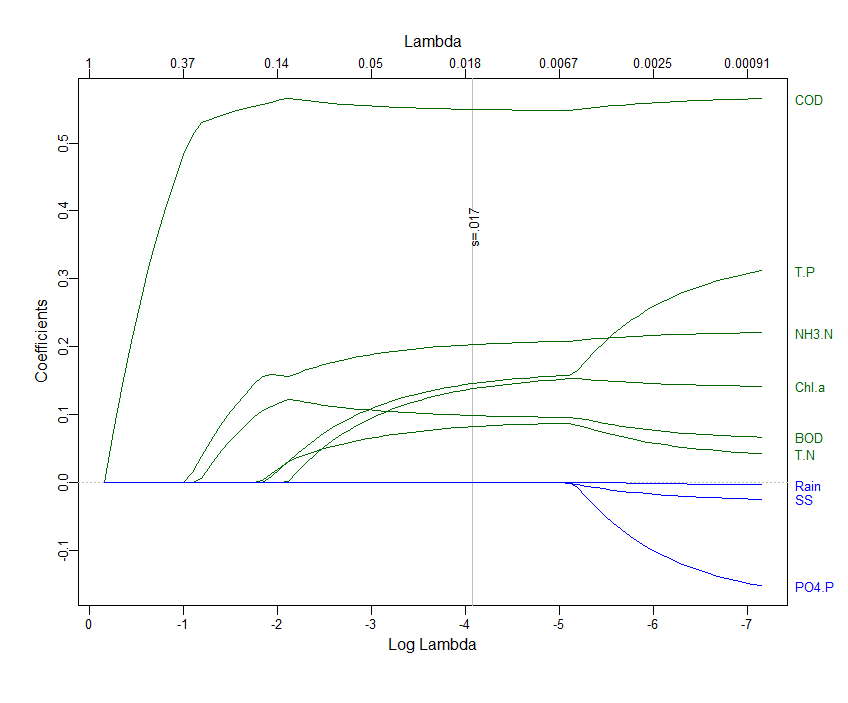 Lambda
1 0.37 0.14 0.05 0.018 0.0067 0.0025 0.00091
COD
0.5
0.4
s=.017
0.3
T.P
Coefficients
NH3.N
0.2
Chl.a
0.1
BOD
T.N
0.0
Rain
SS
-0.1
PO4.P
0 -1 -2 -3 -4 -5 -6 -7
Log Lambda